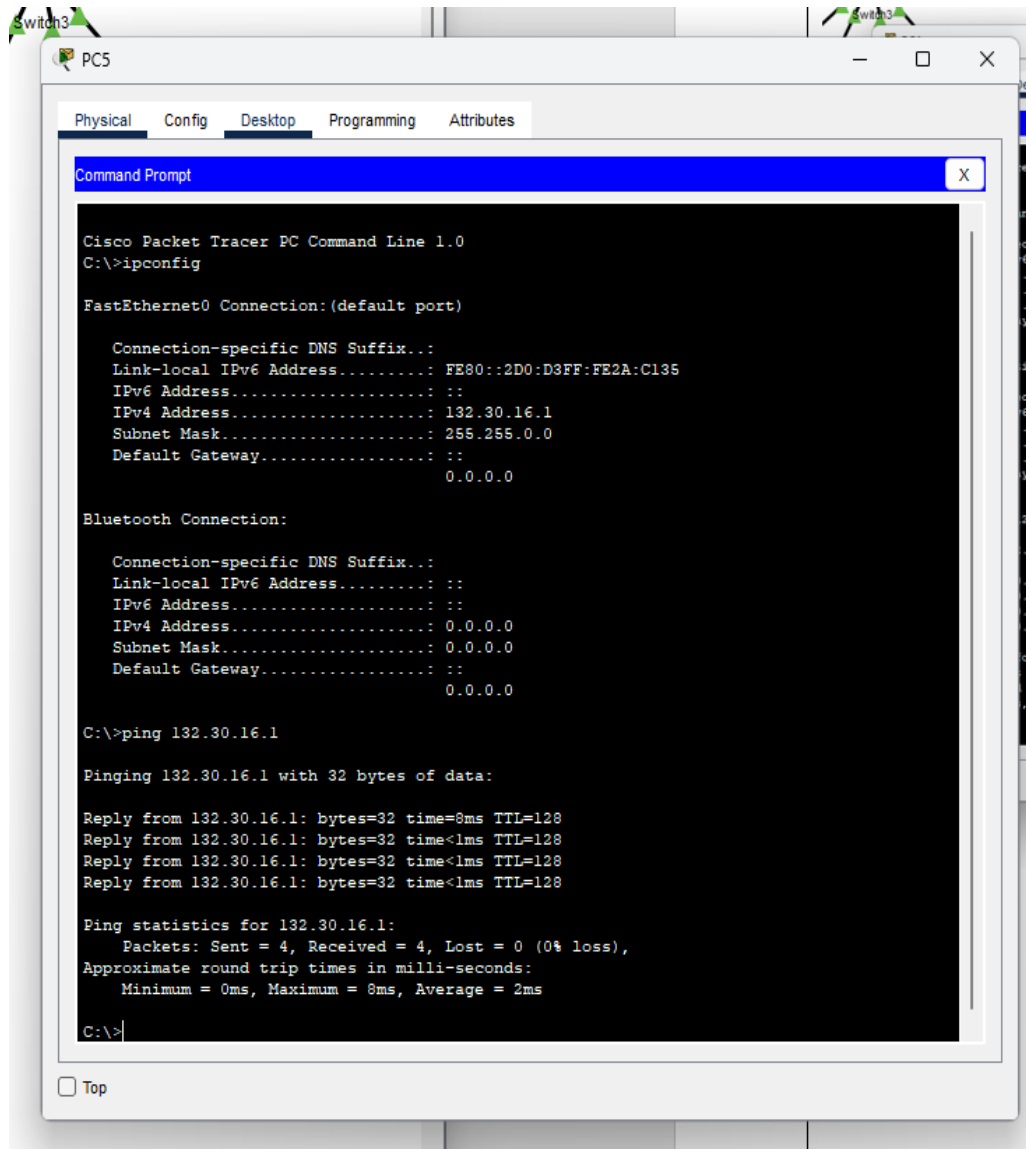 Switch3
Switch3
PC5
Physical Config Desktop Programming Attributes
Command Prompt
X
Cisco Packet Tracer PC Command Line 1.0
C:\>ipconfig
FastEthernet0 Connection:(default port)
Connection-specific DNS Suffix..:
Link-local IPv6 Address.........: FE80::2D0:D3FF:FE2A:C135
IPv6 Address....................: ::
IPv4 Address....................: 132.30.16.1
Subnet Mask.....................: 255.255.0.0
Default Gateway.................: ::
0.0.0.0
Bluetooth Connection:
Connection-specific DNS Suffix..:
Link-local IPv6 Address.........: ::
IPv6 Address....................: ::
IPv4 Address....................: 0.0.0.0
Subnet Mask.....................: 0.0.0.0
Default Gateway.................: ::
0.0.0.0
C:\>ping 132.30.16.1
Pinging 132.30.16.1 with 32 bytes of data:
Reply from 132.30.16.1: bytes=32 time=8ms TTL=128
Reply from 132.30.16.1: bytes=32 time<1ms TTL=128
Reply from 132.30.16.1: bytes=32 time<1ms TTL=128
Reply from 132.30.16.1: bytes=32 time<1ms TTL=128
Ping statistics for 132.30.16.1:
Packets: Sent = 4, Received = 4, Lost = 0 (0% loss),
Approximate round trip times in milli-seconds:
Minimum = 0ms, Maximum = 8ms, Average = 2ms
C:\>
Top